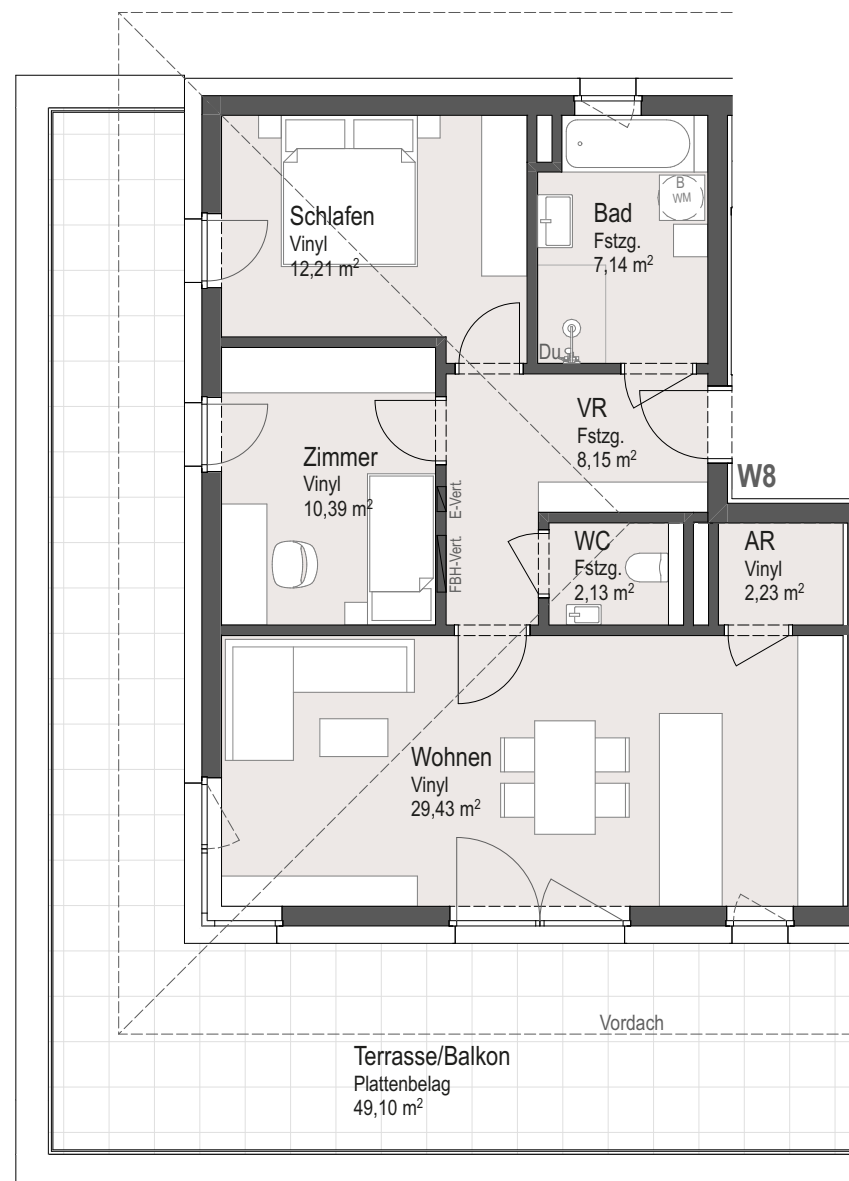 Schlafen
Vinyl
12,21 m²
B
WM
Bad
Fstzg.
7,14 m²
Du
VR
Fstzg.
8,15 m²
W8
Zimmer
Vinyl
10,39 m²
E-Vert.
FBH-Vert.
WC
Fstzg.
2,13 m²
AR
Vinyl
2,23 m²
Wohnen
Vinyl
29,43 m²
Vordach
Terrasse/Balkon
Plattenbelag
49,10 m²